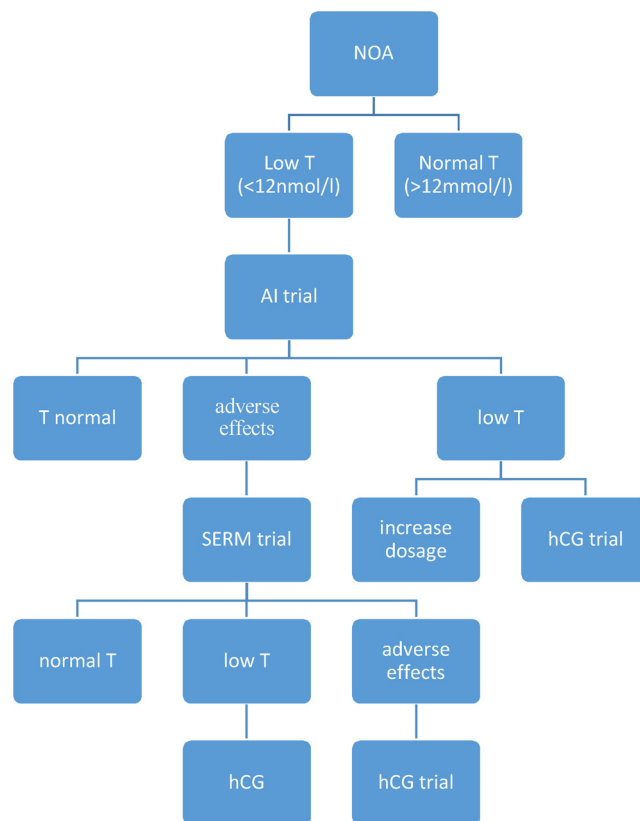 NOA
Low T
(<12nmol/l)
Normal T
(>12mmol/l)
AI trial
T normal
adverse
effects
low T
SERM trial
increase
dosage
hCG trial
normal T
low T
adverse
effects
hCG
hCG trial